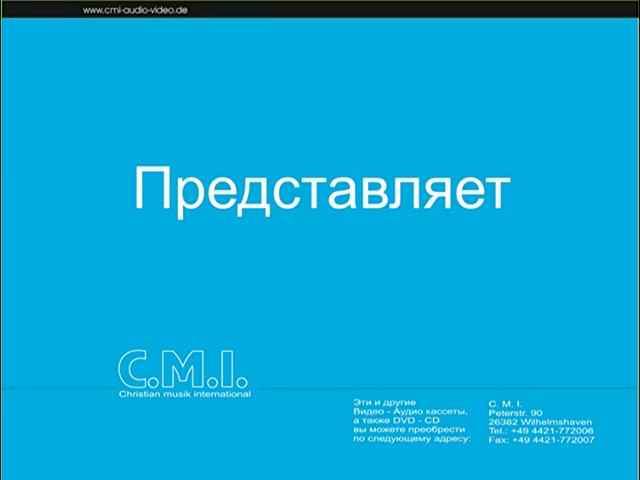 www.cmi-audio-video.de
Представляет
C.M.I.
Christian musik international
Эти и другие
Видео - Аудио кассеты,
а также DVD - CD
вы можете преобрести
по следующему адресу:
C. M. I.
Peterstr. 90
26382 Wilhelmshaven
Tel.: +49 4421-772006
Fax: +49 4421-772007